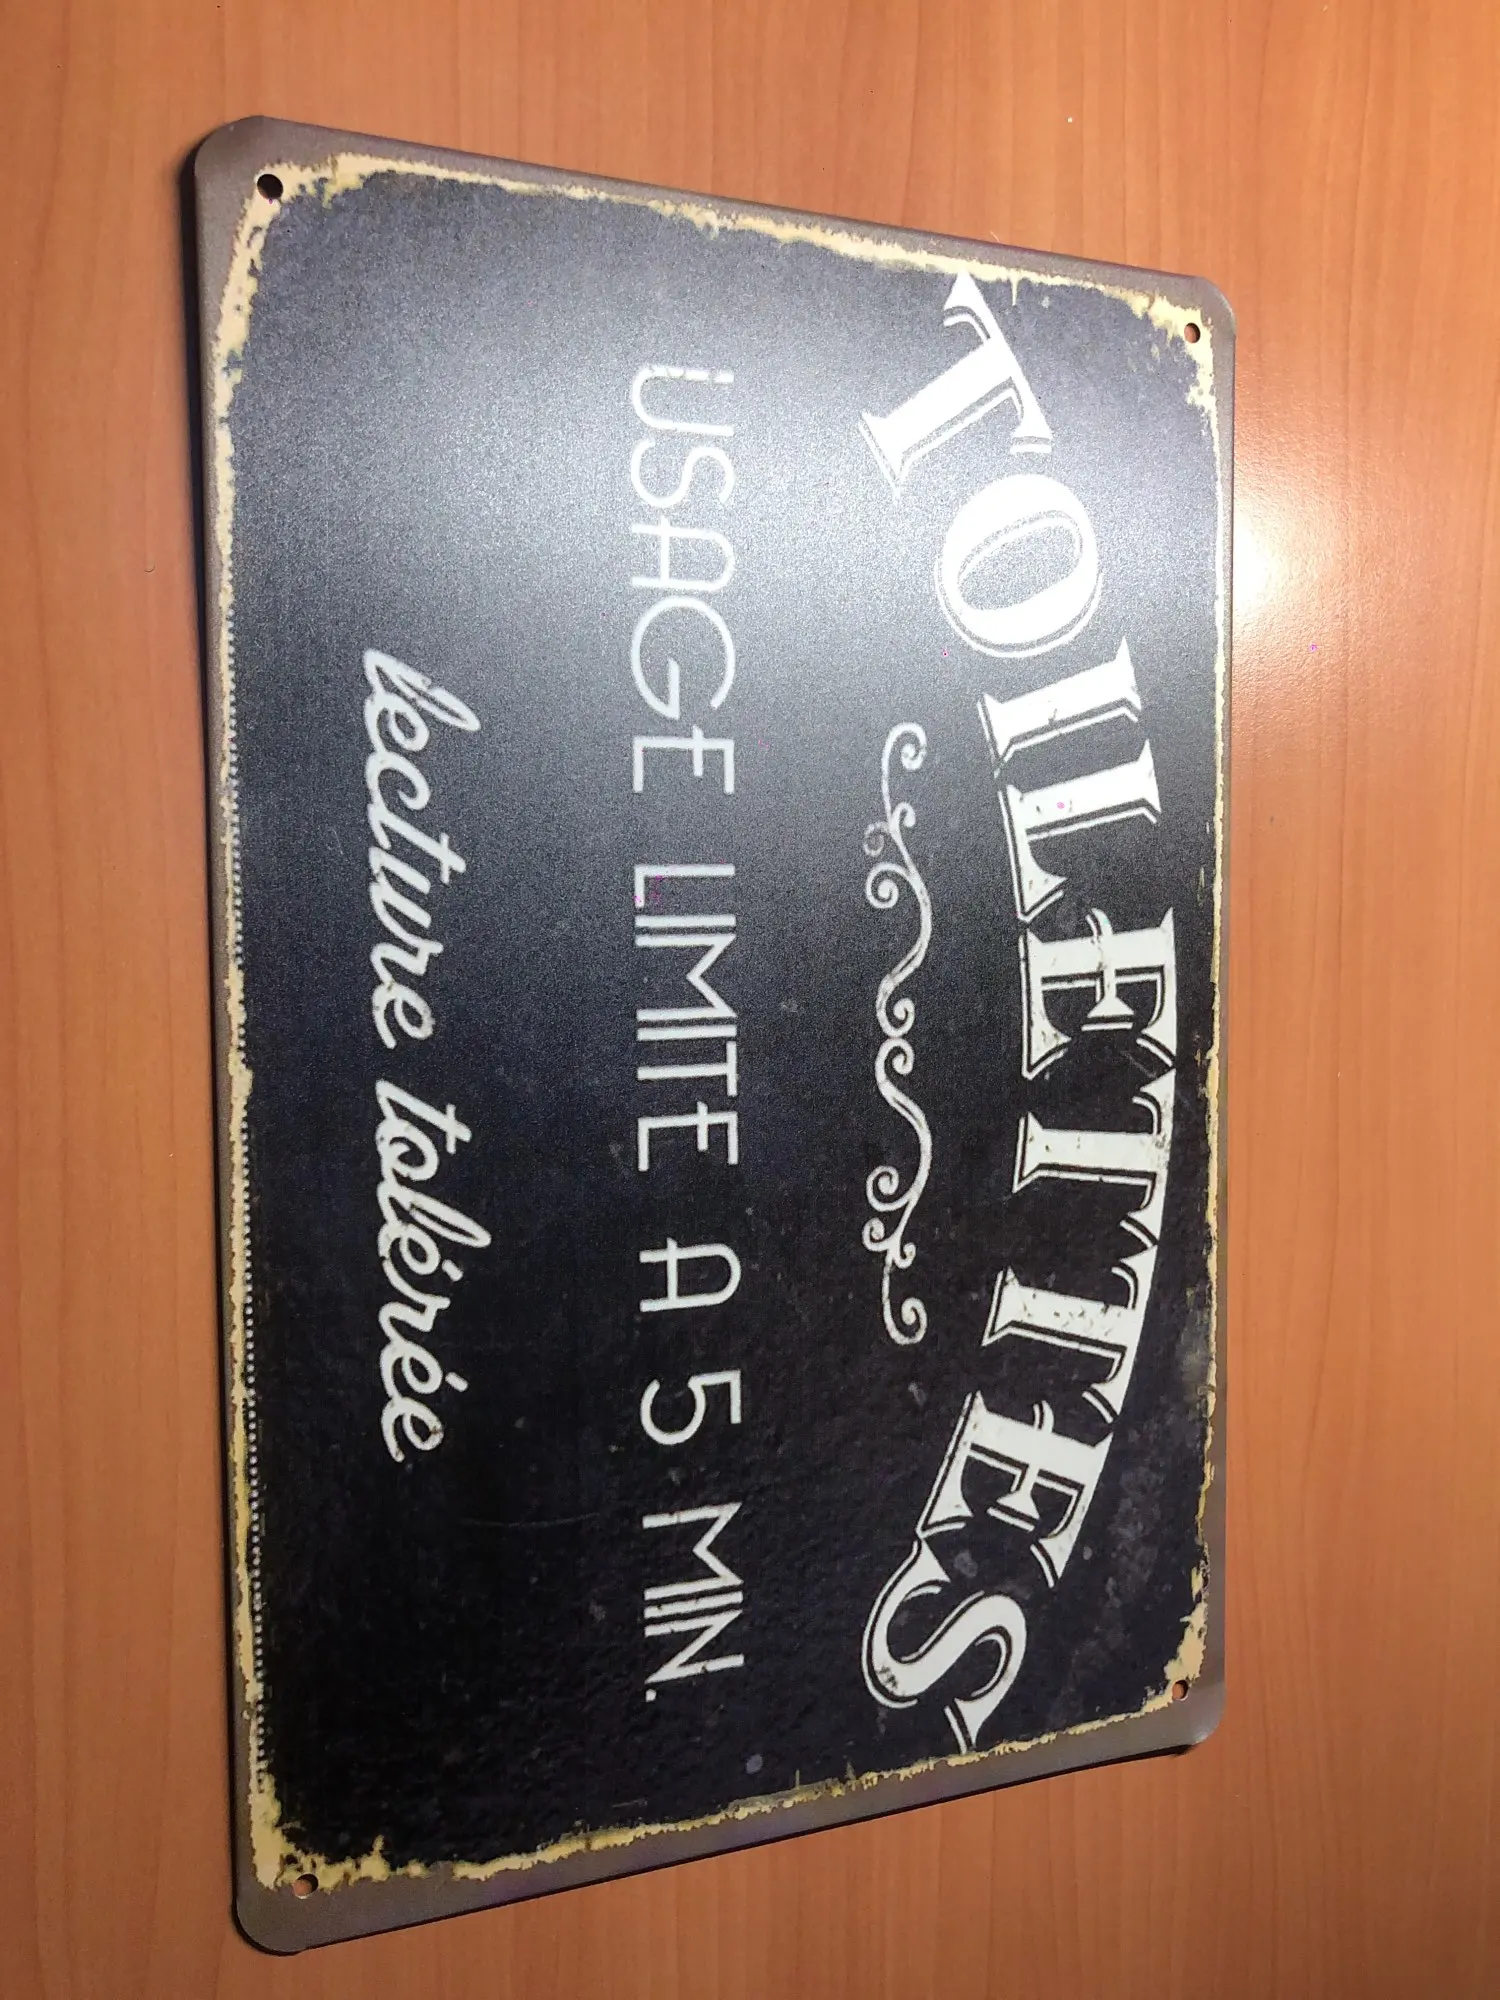 TOILETTES
USAGE LIMITE A 5 MIN.
lecture tolérée